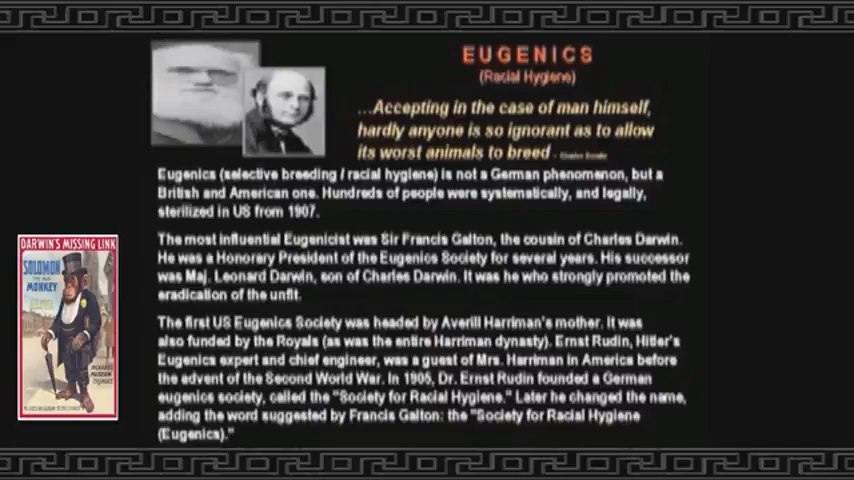 EUGENICS
(Racial Hygiene)
...Accepting in the case of man himself,
hardly anyone is so ignorant as to allow
its worst animals to breed - Charles Darwin
Eugenics (selective breeding / racial hygiene) is not a German phenomenon, but a
British and American one. Hundreds of people were systematically, and legally,
sterilized in US from 1907.
The most influential Eugenicist was Sir Francis Galton, the cousin of Charles Darwin.
He was a Honorary President of the Eugenics Society for several years. His successor
was Maj. Leonard Darwin, son of Charles Darwin. It was he who strongly promoted the
eradication of the unfit.
The first US Eugenics Society was headed by Averill Harriman's mother. It was
also funded by the Royals (as was the entire Harriman dynasty). Ernst Rudin, Hitler's
Eugenics expert and chief engineer, was a guest of Mrs. Harriman in America before
the advent of the Second World War. In 1905, Dr. Ernst Rudin founded a German
eugenics society, called the "Society for Racial Hygiene." Later he changed the name,
adding the word suggested by Francis Galton: the "Society for Racial Hygiene
(Eugenics)."
DARWIN'S MISSING LINK
SOLOMON
THE MAN
MONKEY